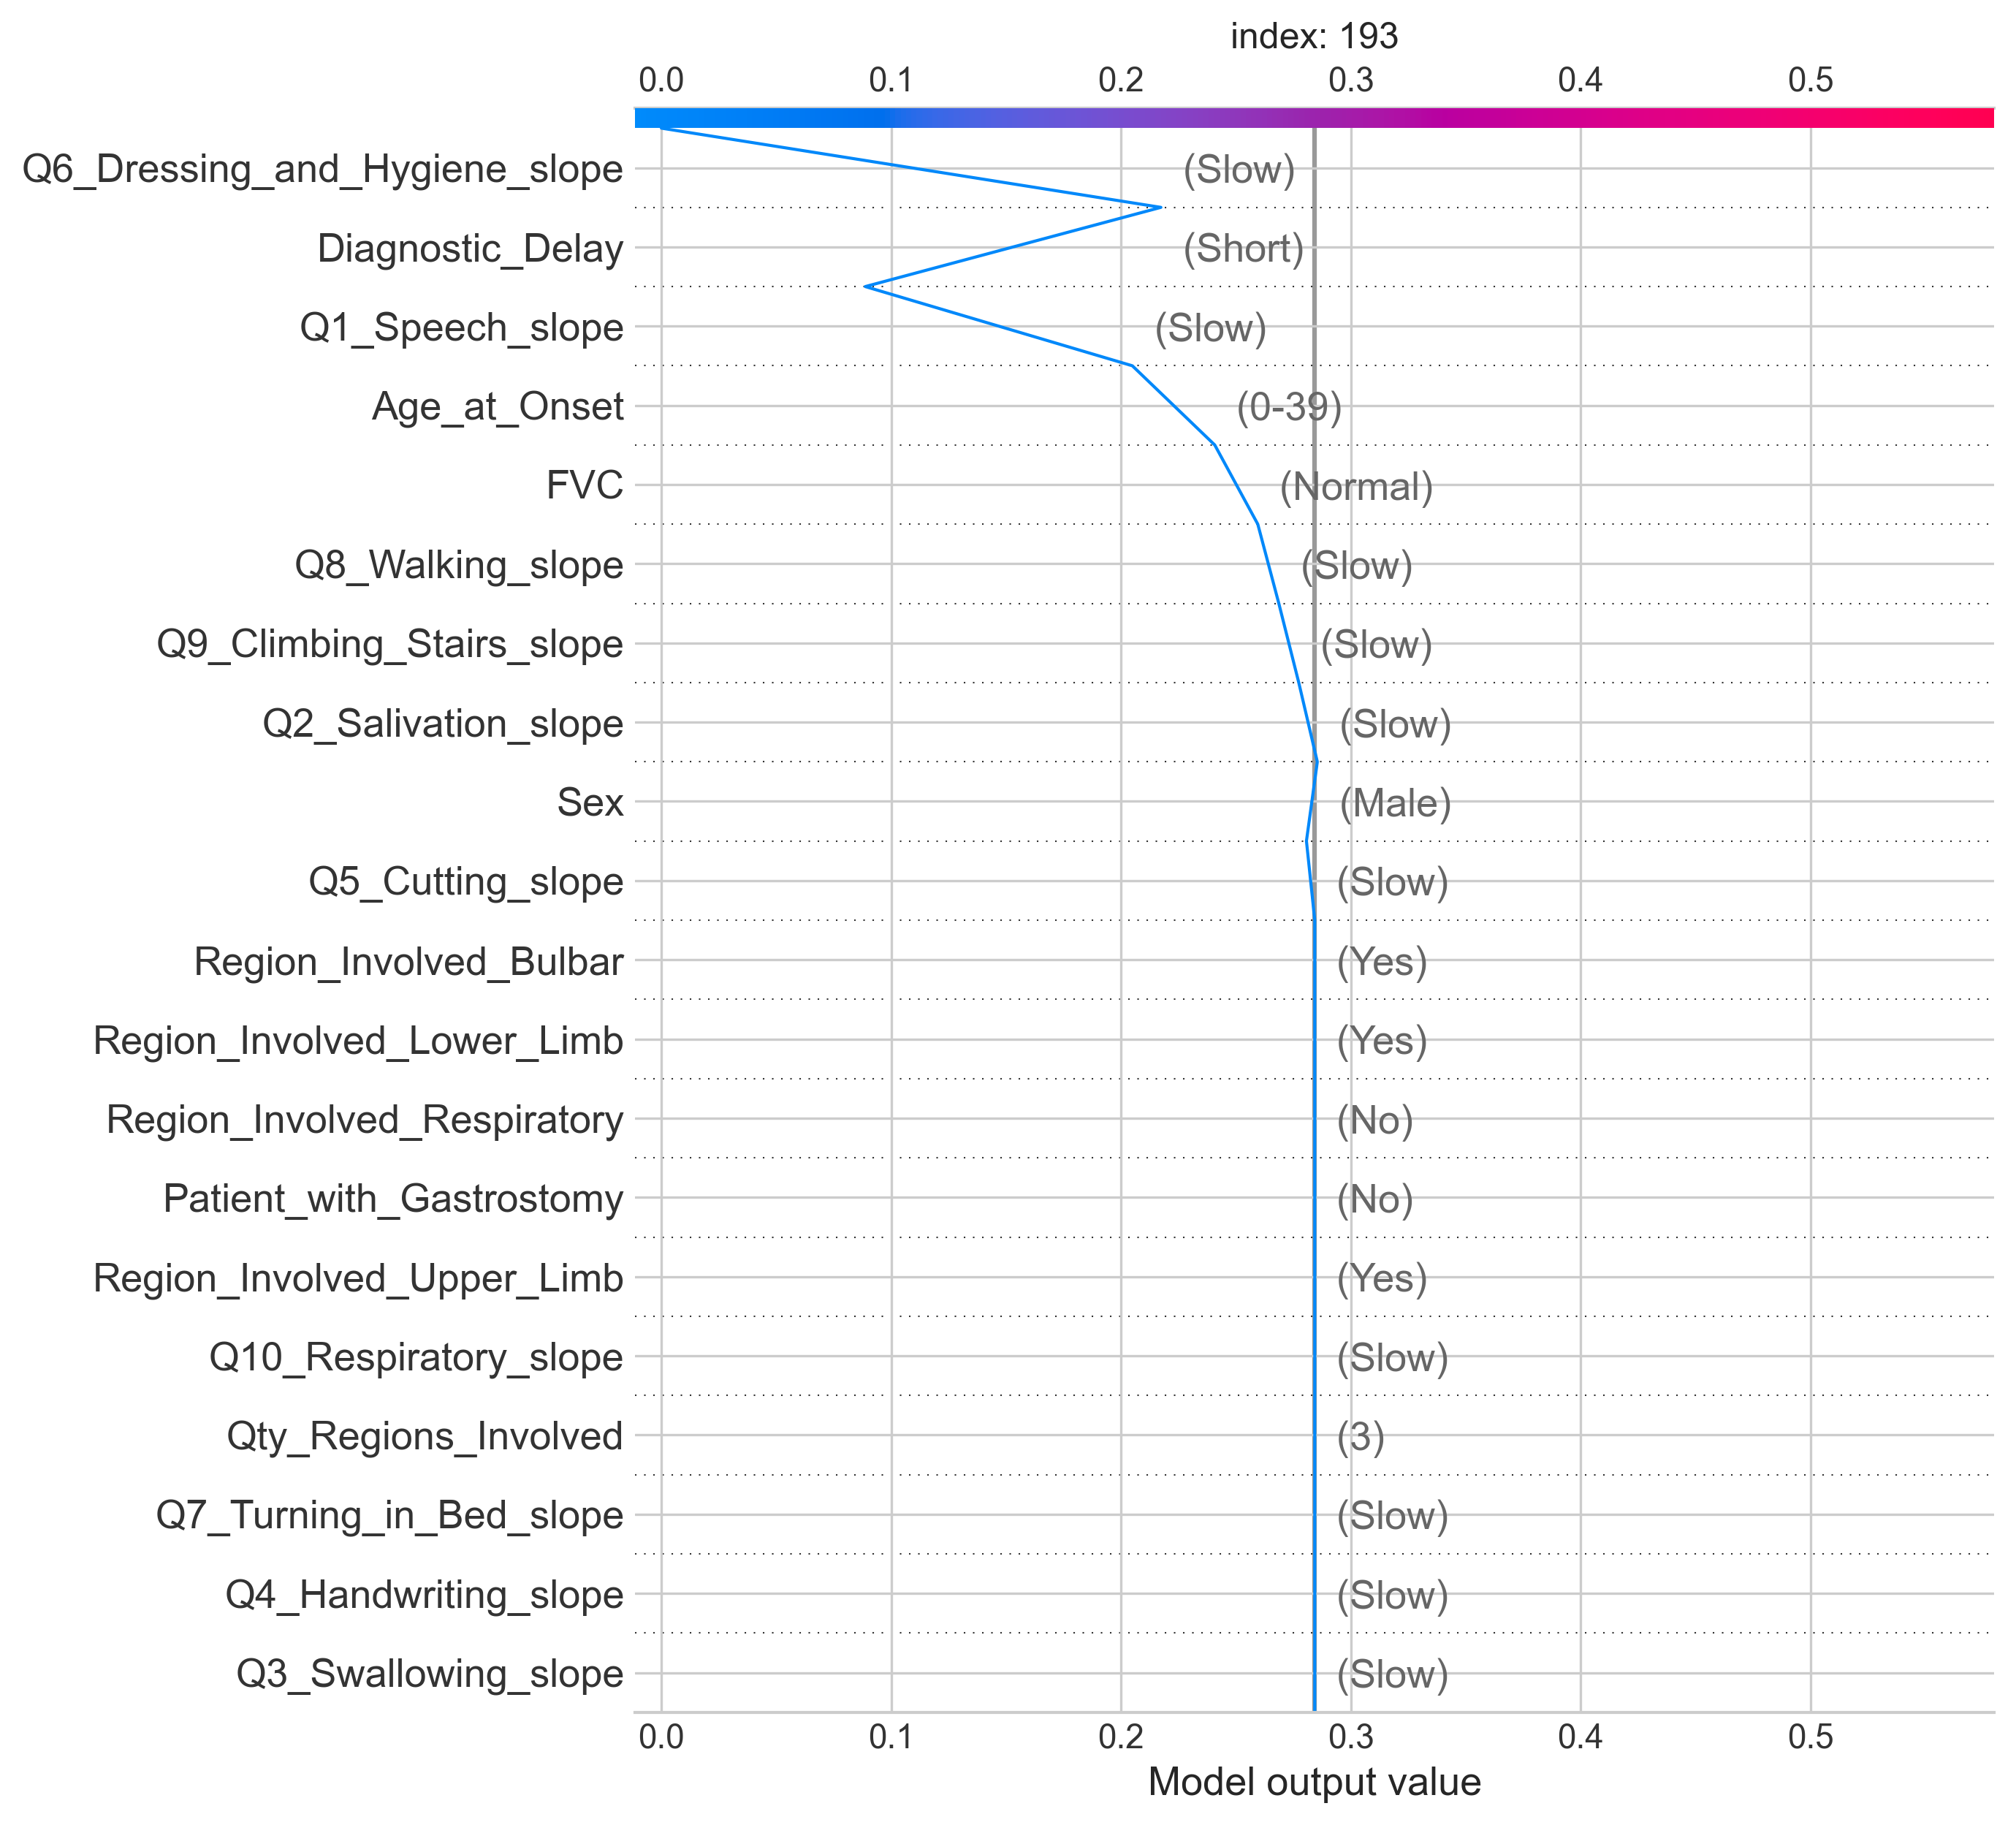 index: 193
0.0 0.1 0.2 0.3 0.4 0.5
Q6_Dressing_and_Hygiene_slope (Slow)
Diagnostic_Delay (Short)
Q1_Speech_slope (Slow)
Age_at_Onset (0-39)
FVC (Normal)
Q8_Walking_slope (Slow)
Q9_Climbing_Stairs_slope (Slow)
Q2_Salivation_slope (Slow)
Sex (Male)
Q5_Cutting_slope (Slow)
Region_Involved_Bulbar (Yes)
Region_Involved_Lower_Limb (Yes)
Region_Involved_Respiratory (No)
Patient_with_Gastrostomy (No)
Region_Involved_Upper_Limb (Yes)
Q10_Respiratory_slope (Slow)
Qty_Regions_Involved (3)
Q7_Turning_in_Bed_slope (Slow)
Q4_Handwriting_slope (Slow)
Q3_Swallowing_slope (Slow)
0.0 0.1 0.2 0.3 0.4 0.5
Model output value